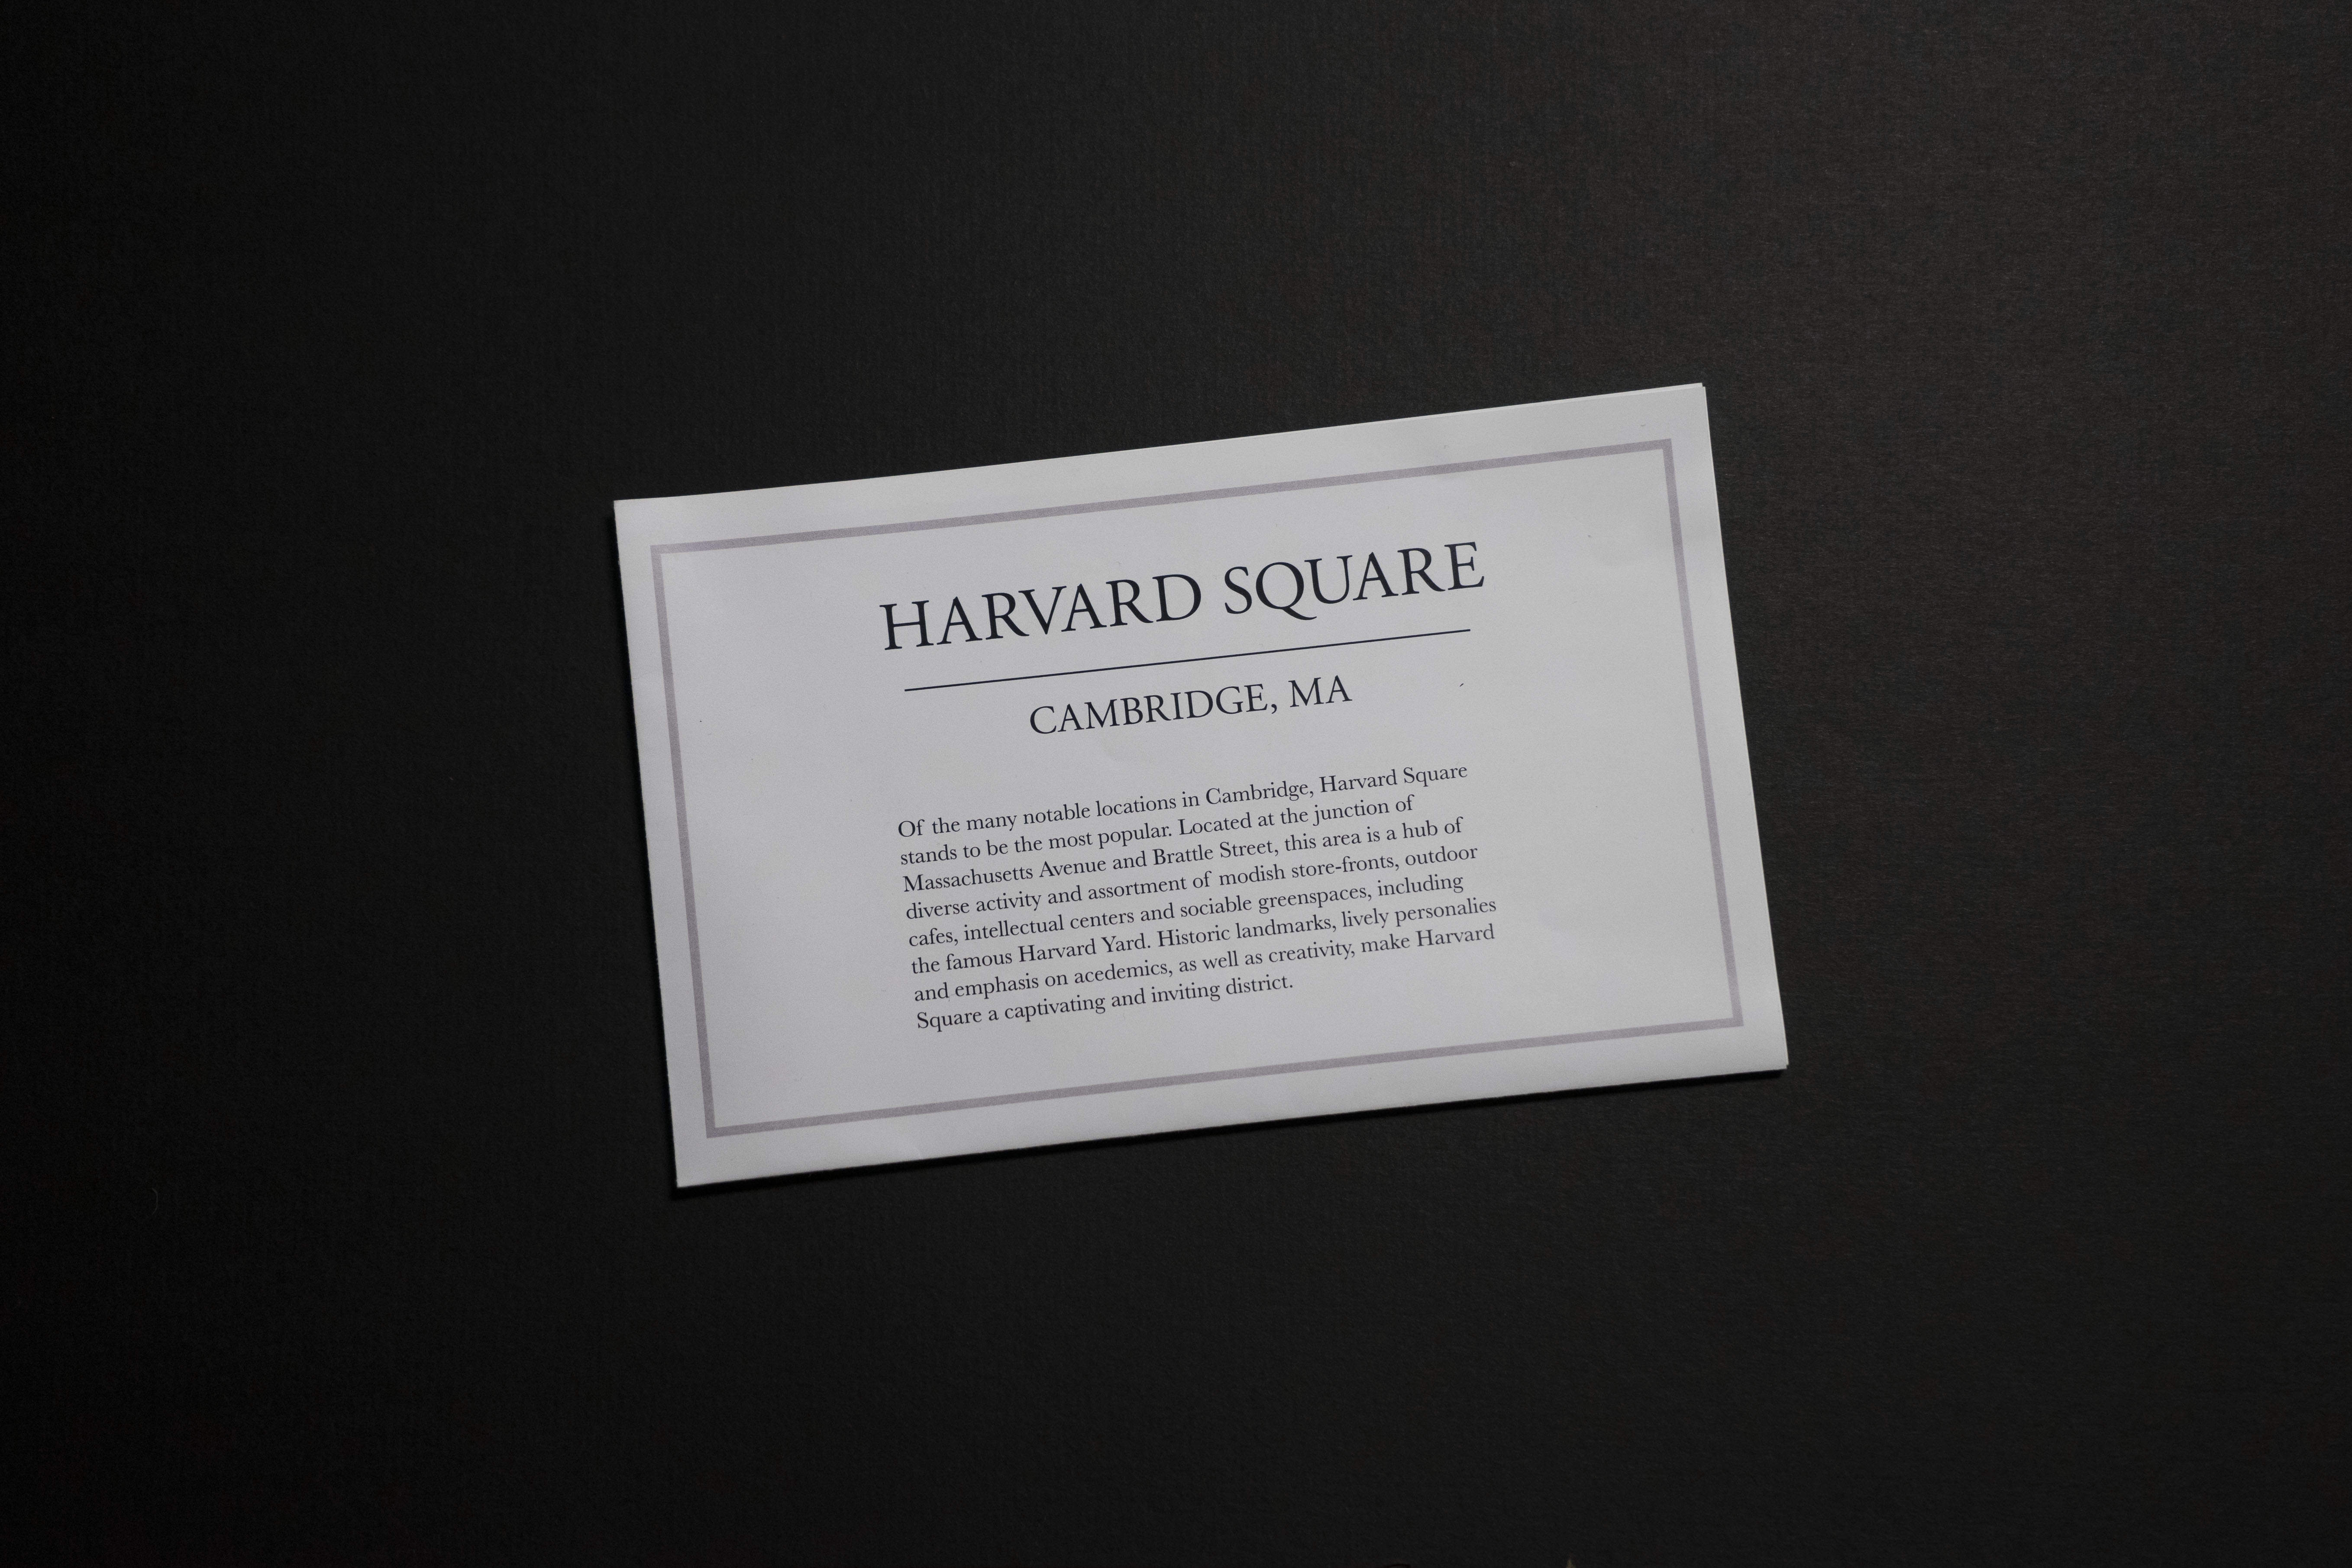 HARVARD SQUARE
CAMBRIDGE, MA
Of the many notable locations in Cambridge, Harvard Square
stands to be the most popular. Located at the junction of
Massachusetts Avenue and Brattle Street, this area is a hub of
diverse activity and assortment of modish store-fronts, outdoor
cafes, intellectual centers and sociable greenspaces, including
the famous Harvard Yard. Historic landmarks, lively personalies
and emphasis on acedemics, as well as creativity, make Harvard
Square a captivating and inviting district.